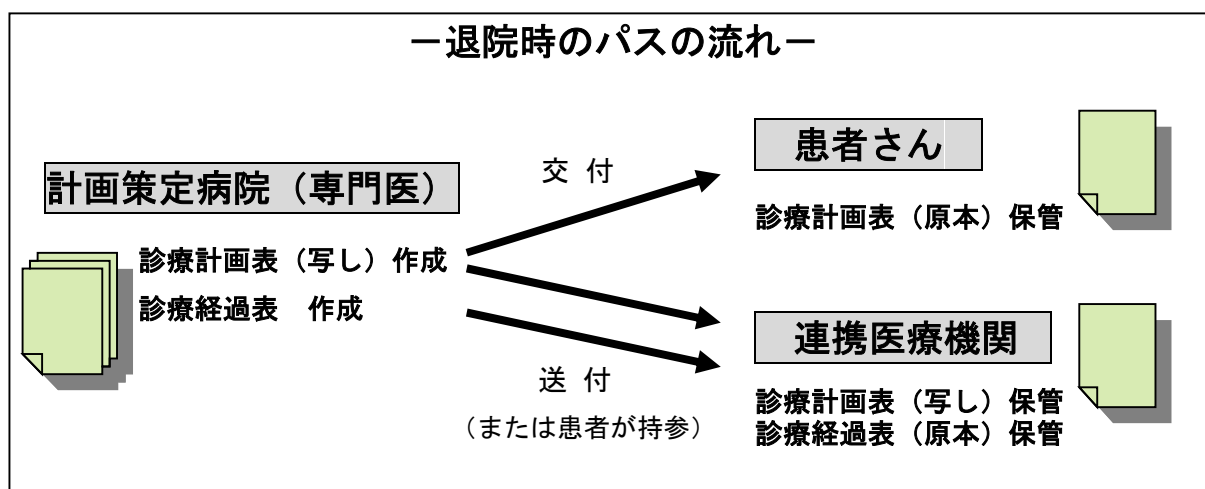 －退院時のパスの流れ－
計画策定病院（専門医）
診療計画表（写し）作成
診療経過表　作成
交 付
送 付
（または患者が持参）
患者さん
診療計画表（原本）保管
連携医療機関
診療計画表（写し）保管
診療経過表（原本）保管